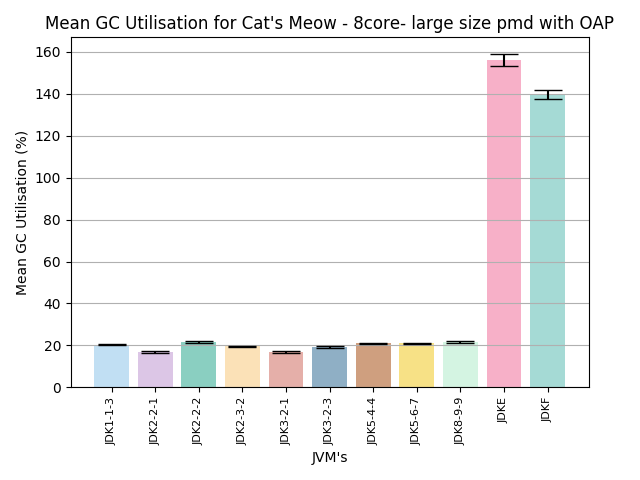 Mean GC Utilisation for Cat's Meow - 8core- large size pmd with OAP
Mean GC Utilisation (%)
160
140
120
100
80
60
40
20
0
JDK1-1-3
JDK2-2-1
JDK2-2-2
JDK2-3-2
JDK3-2-1
JDK3-2-3
JDK5-4-4
JDK5-6-7
JDK8-9-9
JDKE
JDKF
JVM's